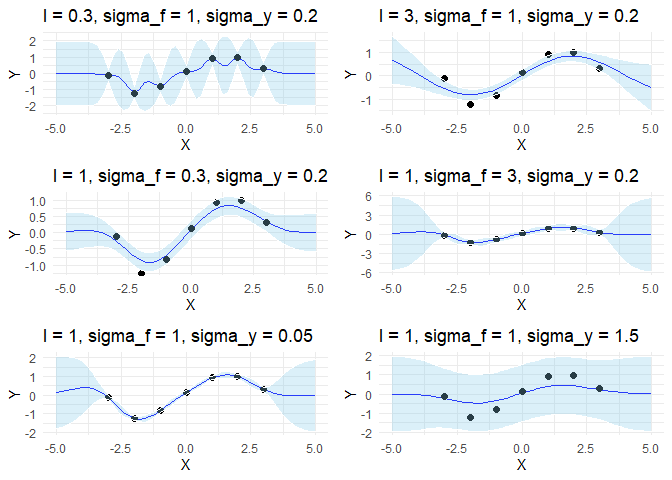 l = 0.3, sigma_f = 1, sigma_y = 0.2
2
1
0
-1
-2
Y
-5.0 -2.5 0.0 2.5 5.0
X
l = 3, sigma_f = 1, sigma_y = 0.2
1
0
-1
Y
-5.0 -2.5 0.0 2.5 5.0
X
l = 1, sigma_f = 0.3, sigma_y = 0.2
1.0
0.5
0.0
-0.5
-1.0
Y
-5.0 -2.5 0.0 2.5 5.0
X
l = 1, sigma_f = 3, sigma_y = 0.2
6
3
0
-3
-6
Y
-5.0 -2.5 0.0 2.5 5.0
X
l = 1, sigma_f = 1, sigma_y = 0.05
2
1
0
-1
-2
Y
-5.0 -2.5 0.0 2.5 5.0
X
l = 1, sigma_f = 1, sigma_y = 1.5
2
1
0
-1
-2
Y
-5.0 -2.5 0.0 2.5 5.0
X